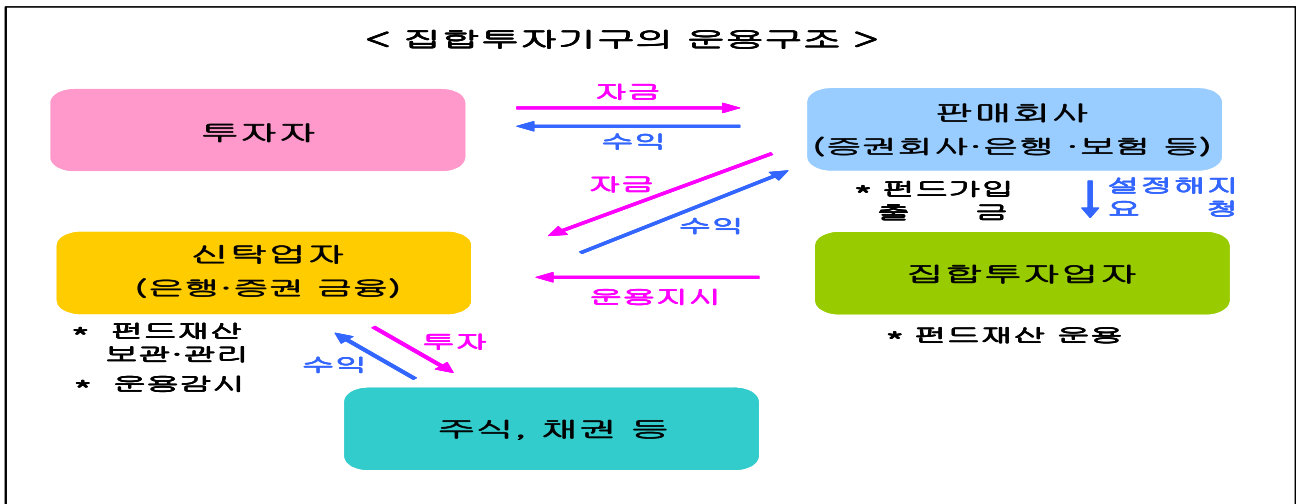 < 집합투자기구의 운용구조 >
투자자
자금
수익
판매회사
(증권회사·은행 ·보험 등)
자금
수익
* 펀드가입
출 금
설정해지
요 청
신탁업자
(은행·증권 금융)
운용지시
집합투자업자
* 펀드재산
보관·관리
* 운용감시
수익
투자
* 펀드재산 운용
주식, 채권 등